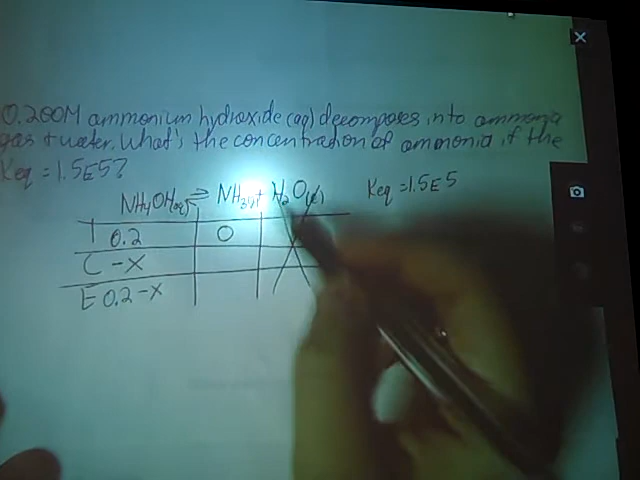 0.200M ammonium hydroxide (aq) decomposes into ammonia
gas + water. What's the concentration of ammonia if the
Keq = 1.5E5?
NH4OH(aq) ⇌ NH3(g) + H2O(l) Keq = 1.5E5
I 0.2 0
C -x
E 0.2-x